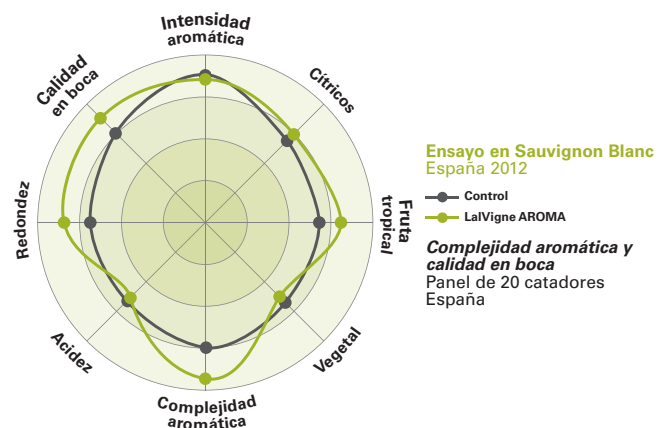 Intensidad
aromática
Cítricos
Fruta
tropical
Vegetal
Complejidad
aromática
Acidez
Redondez
Calidad
en boca
Ensayo en Sauvignon Blanc
España 2012
Control
LalVigne AROMA
Complejidad aromática y
calidad en boca
Panel de 20 catadores
España